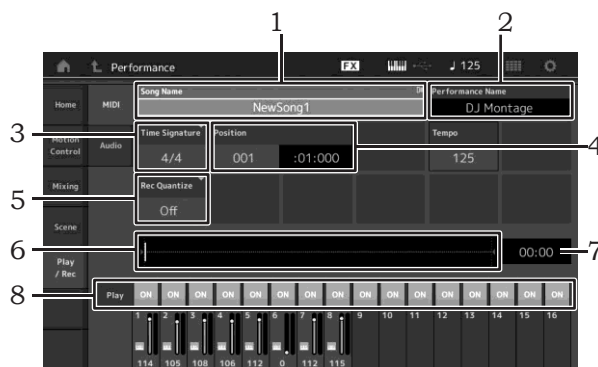 1 2
Performance FX ♩ 125
Home MIDI Song Name Performance Name
NewSong1 DJ Montage
3 Motion Control Audio Time Signature Position Tempo 4
4/4 001 :01:000 125
Mixing Rec Quantize
5 Off
Scene
6 00:00 7
Play / Rec
8 Play ON ON ON ON ON ON ON ON ON ON ON ON ON ON ON ON
1 2 3 4 5 6 7 8 9 10 11 12 13 14 15 16
114 105 108 106 112 0 112 115